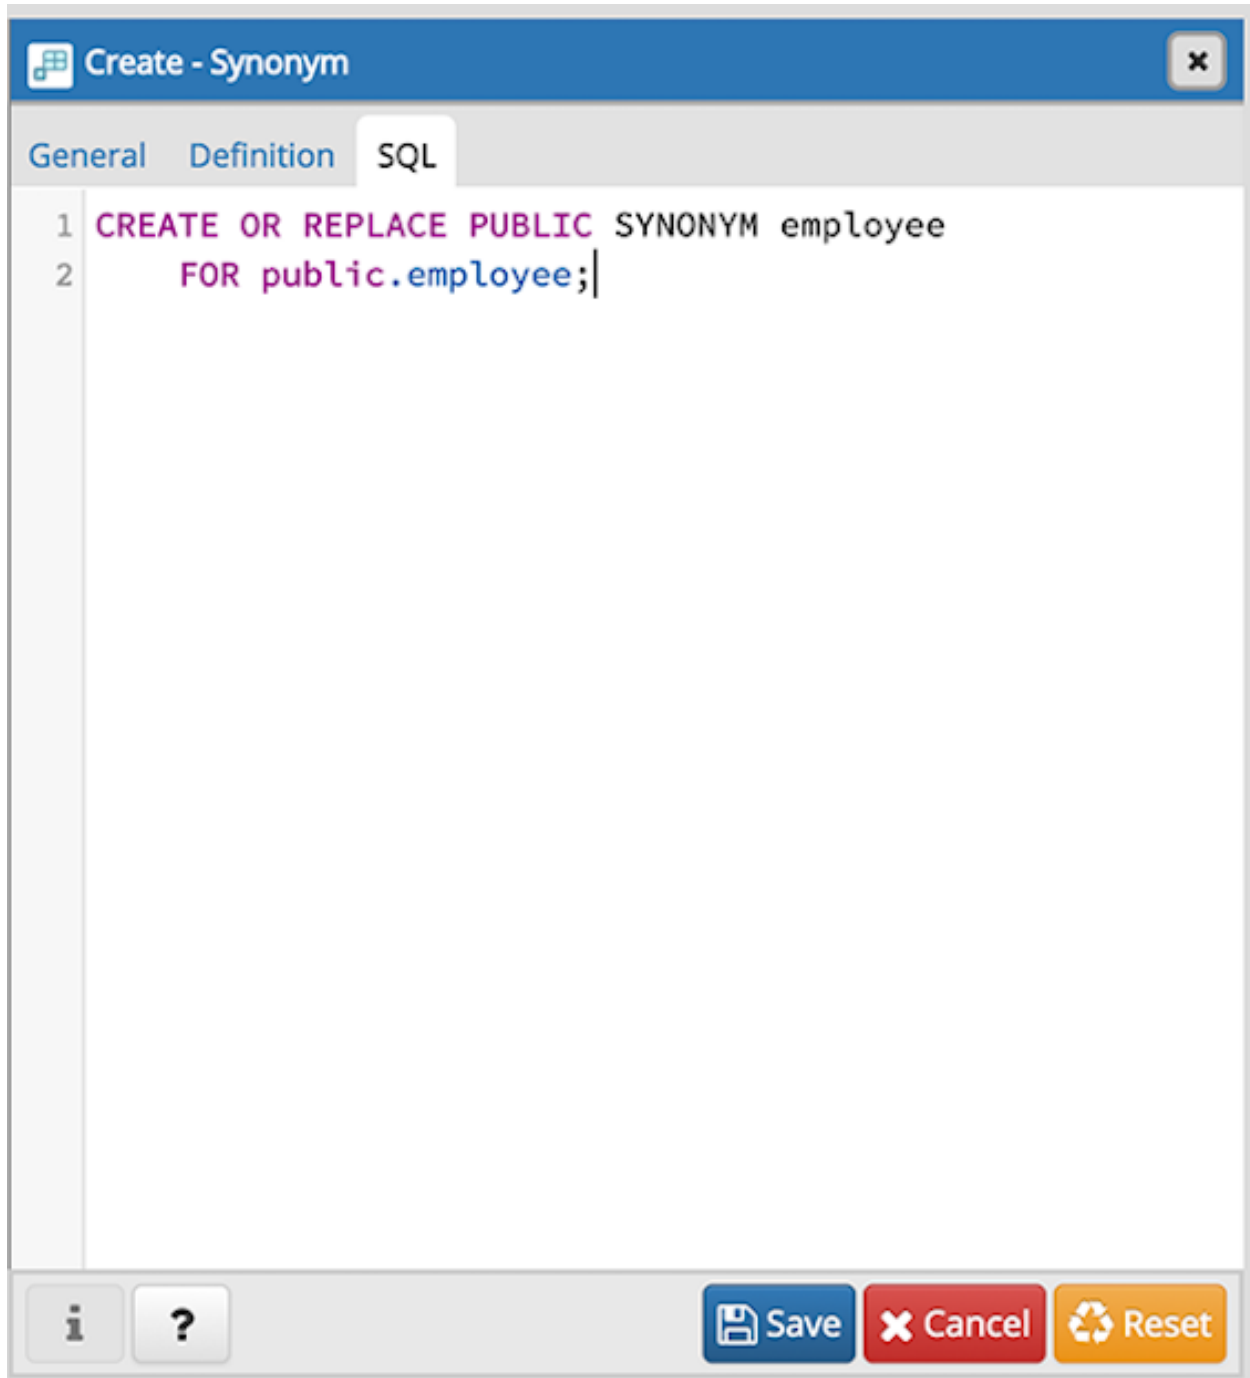 Create - Synonym
General Definition SQL
1 CREATE OR REPLACE PUBLIC SYNONYM employee
2 FOR public.employee;
i ? Save Cancel Reset